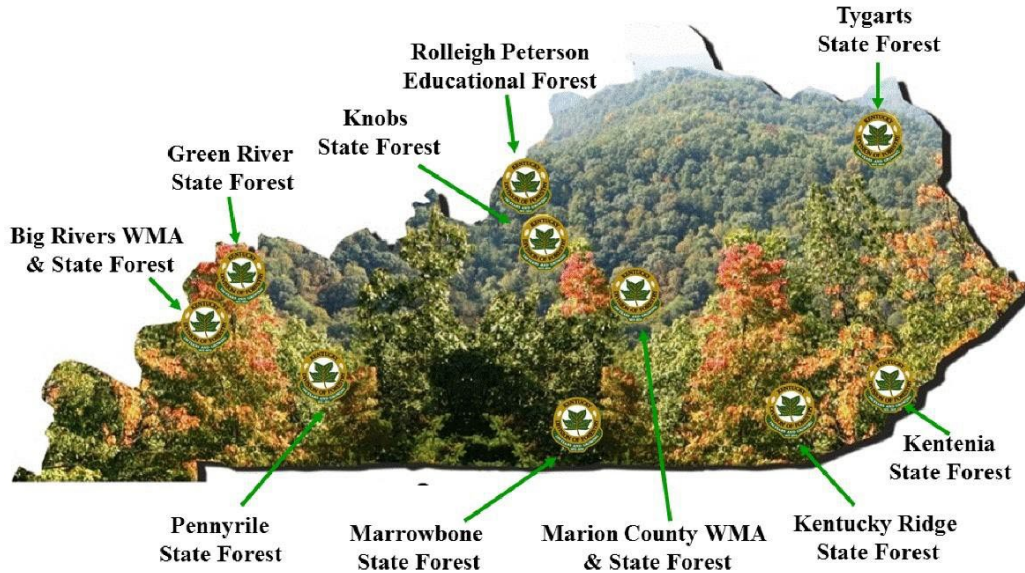 Tygarts
State Forest
Rolleigh Peterson
Educational Forest
Knobs
State Forest
Green River
State Forest
Big Rivers WMA
& State Forest
Kentenia
State Forest
Pennyrile
State Forest
Marrowbone
State Forest
Marion County WMA
& State Forest
Kentucky Ridge
State Forest